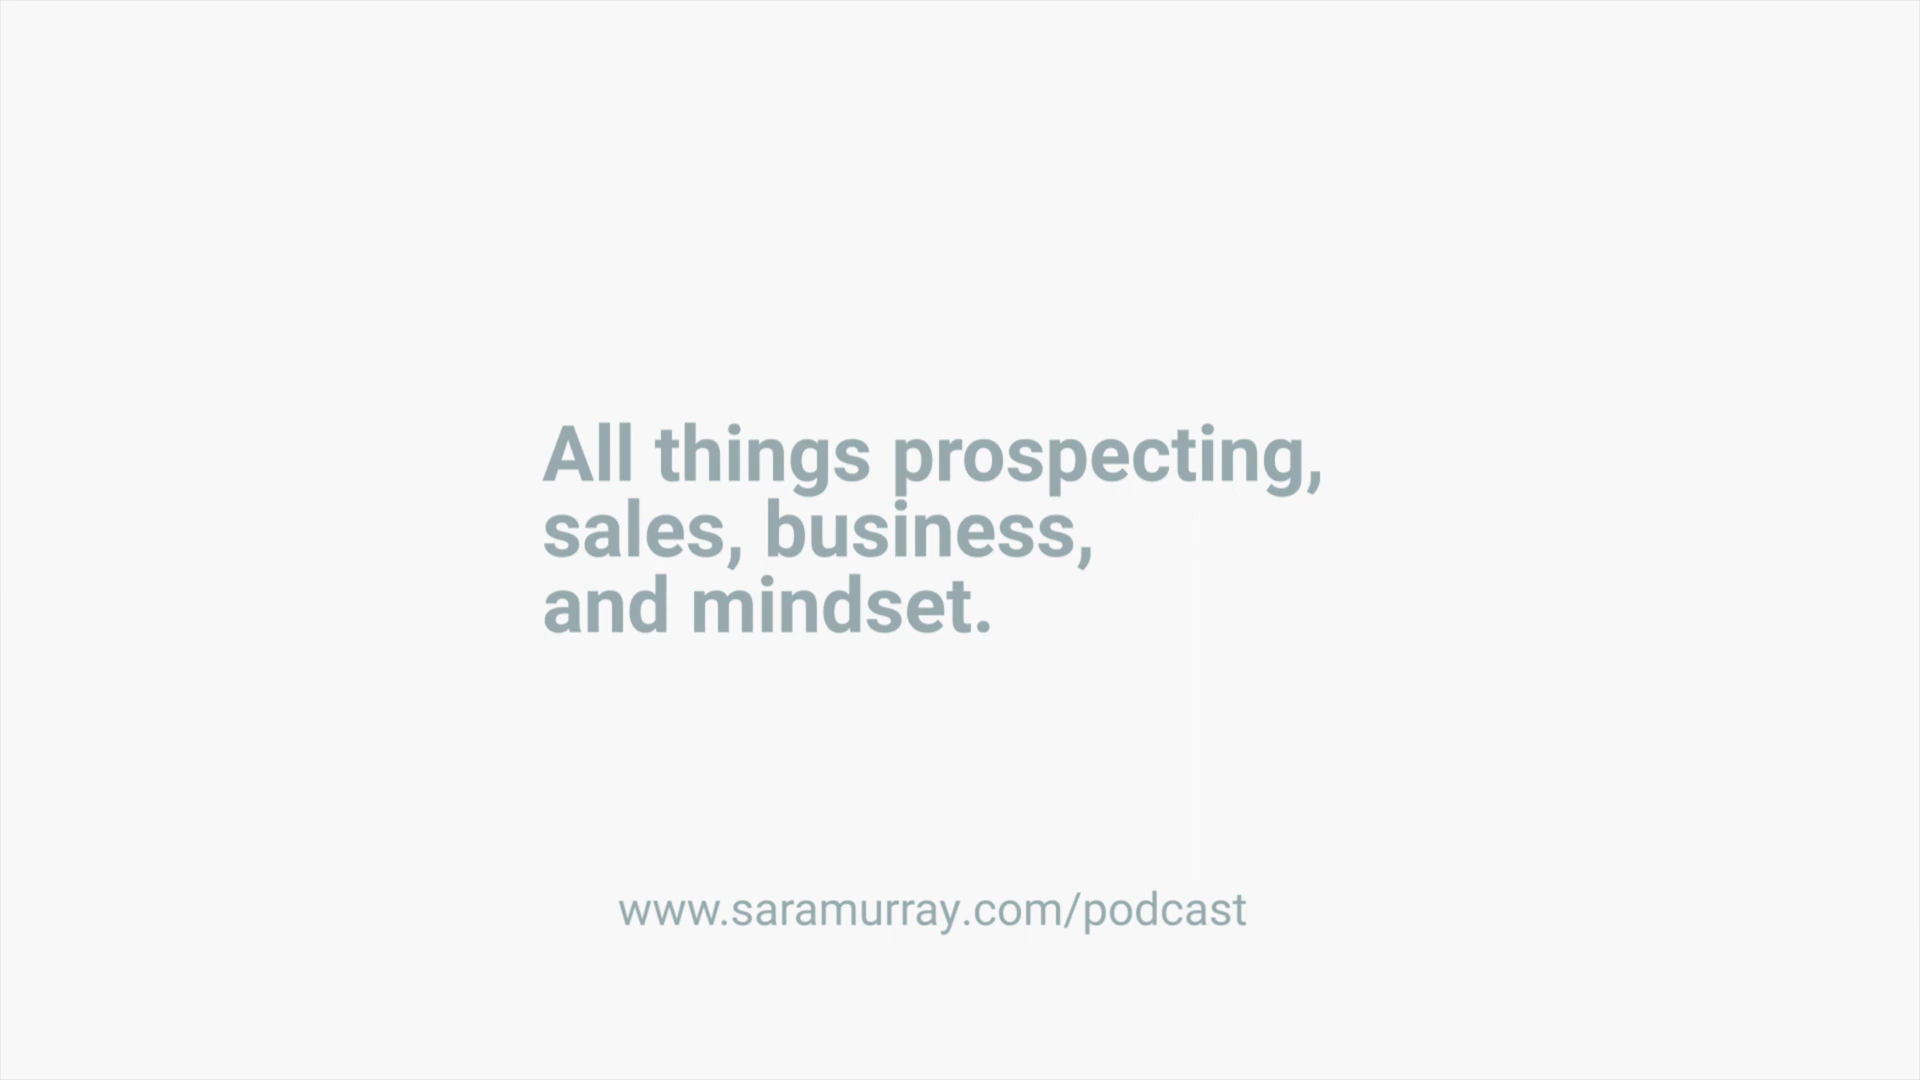 All things prospecting,
sales, business,
and mindset.
www.saramurray.com/podcast